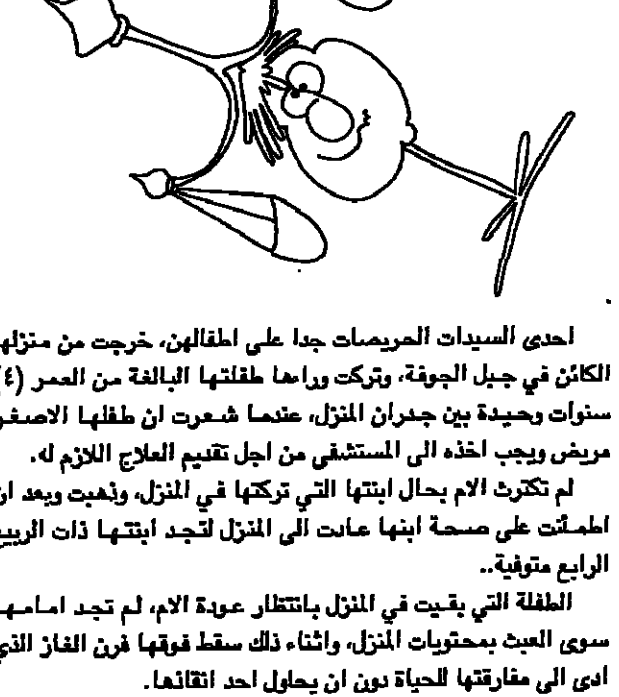 احدى السيدات الحريصات جدا على اطفالهن، خرجت من منزلها
الكائن في جبل الجوفة، وتركت وراءها طفلتها البالغة من العمر (٤)
سنوات وحيدة بين جدران المنزل، عندما شعرت ان طفلها الاصغر
مريض ويجب اخذه الى المستشفى من اجل تقديم العلاج اللازم له.
لم تكترث الام بحال ابنتها التي تركتها في المنزل، وذهبت وبعد ان
اطمأنت على صحة ابنها عادت الى المنزل لتجد ابنتها ذات الربيع
الرابع متوفية..
الطفلة التي بقيت في المنزل بانتظار عودة الام، لم تجد امامها
سوى العبث بمحتويات المنزل، واثناء ذلك سقط فوقها فرن الغاز الذي
ادى الى مفارقتها للحياة دون ان يحاول احد انقاذها.